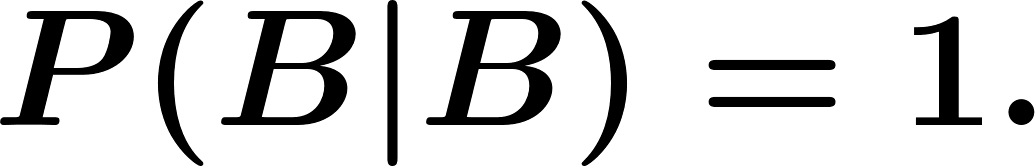 P(B|B) = 1.